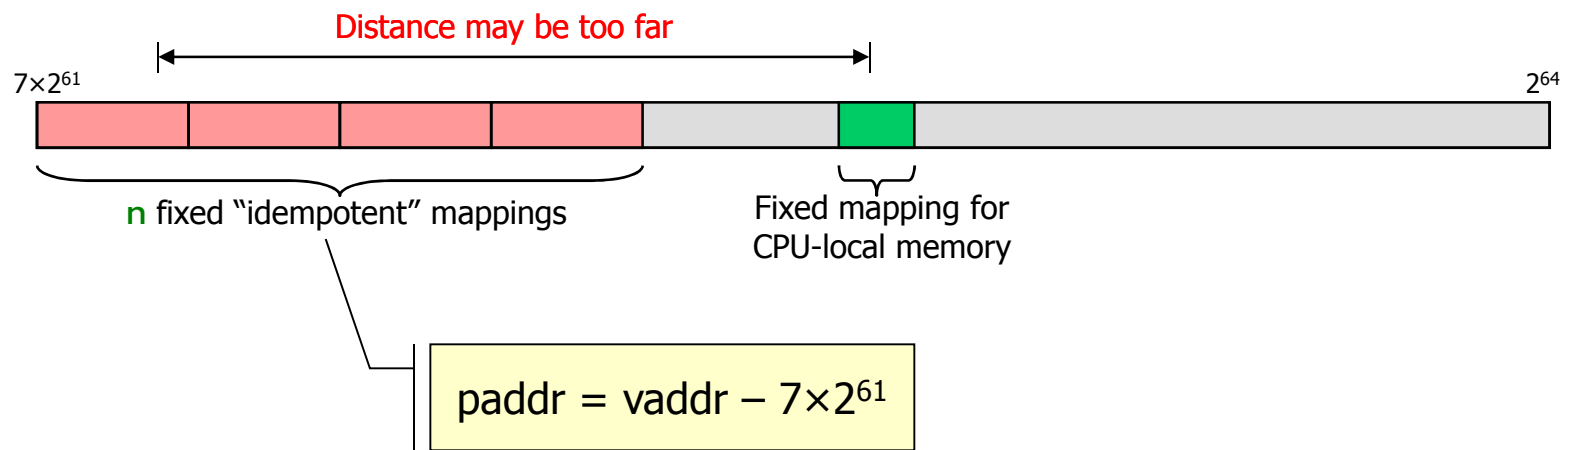 Distance may be too far
7×2⁶¹
2⁶⁴
n fixed “idempotent” mappings
Fixed mapping for
CPU-local memory
paddr = vaddr – 7×2⁶¹